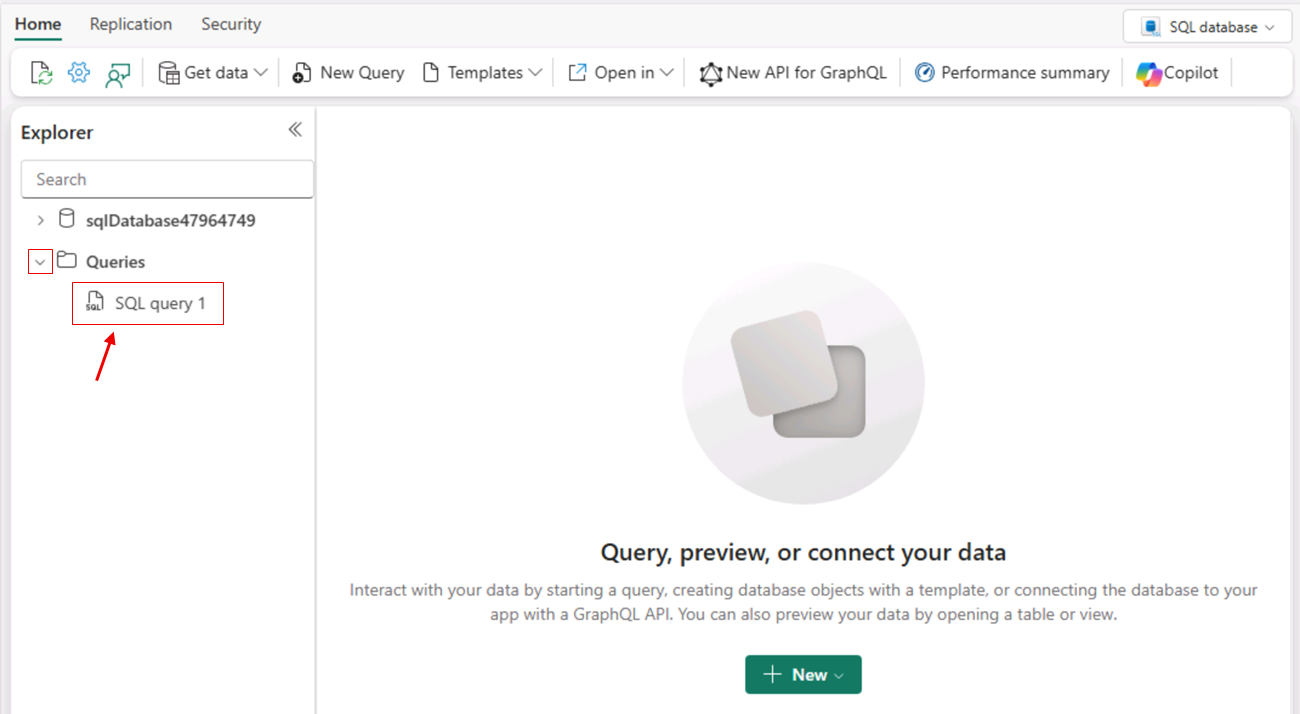 Home Replication Security SQL database
Get data New Query Templates Open in New API for GraphQL Performance summary Copilot
Explorer
Search
sqlDatabase47964749
Queries
SQL SQL query 1
Query, preview, or connect your data
Interact with your data by starting a query, creating database objects with a template, or connecting the database to your
app with a GraphQL API. You can also preview your data by opening a table or view.
New